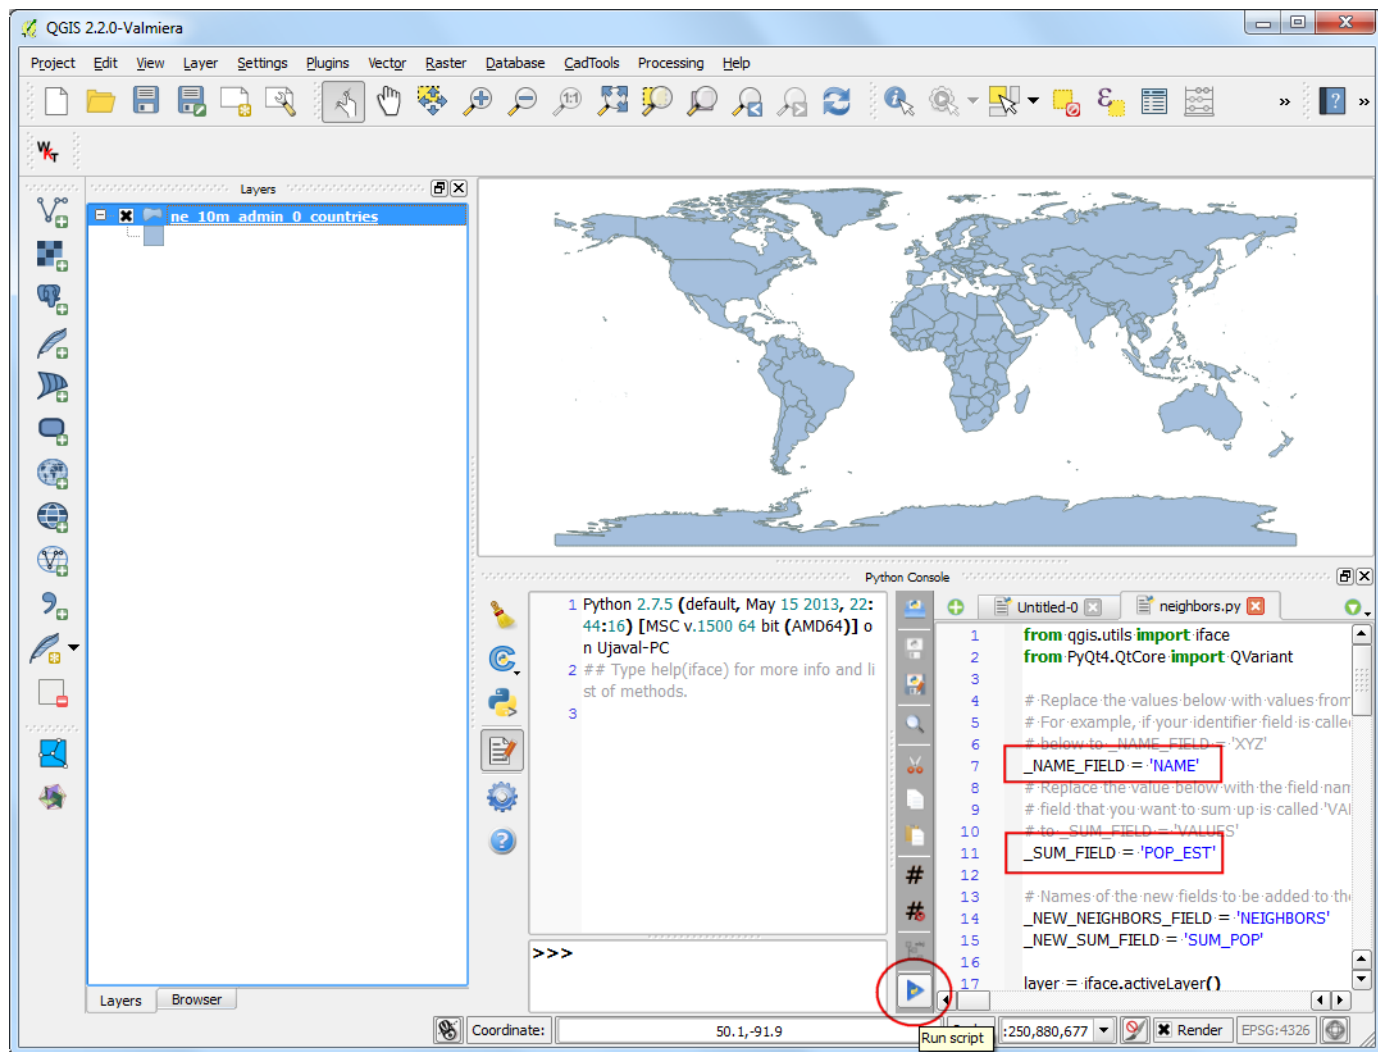 QGIS 2.2.0-Valmiera
Project Edit View Layer Settings Plugins Vector Raster Database CadTools Processing Help
1:1
»
?
»
WKT
Layers
ne_10m_admin_0_countries
Layers Browser
Python Console
1 Python 2.7.5 (default, May 15 2013, 22:
44:16) [MSC v.1500 64 bit (AMD64)] o
n Ujaval-PC
2 ## Type help(iface) for more info and li
st of methods.
3
>>>
Untitled-0 neighbors.py
1 from qgis.utils import iface
2 from PyQt4.QtCore import QVariant
3
4 # Replace the values below with values from
5 # For example, if your identifier field is calle
6 # below to _NAME_FIELD = 'XYZ'
7 _NAME_FIELD = 'NAME'
8 # Replace the value below with the field nam
9 # field that you want to sum up is called 'VAL
10 # to _SUM_FIELD = 'VALUES'
11 _SUM_FIELD = 'POP_EST'
12
13 # Names of the new fields to be added to the
14 _NEW_NEIGHBORS_FIELD = 'NEIGHBORS'
15 _NEW_SUM_FIELD = 'SUM_POP'
16
17 layer = iface.activeLayer()
Run script
Coordinate: 50.1,-91.9 :250,880,677 Render EPSG:4326